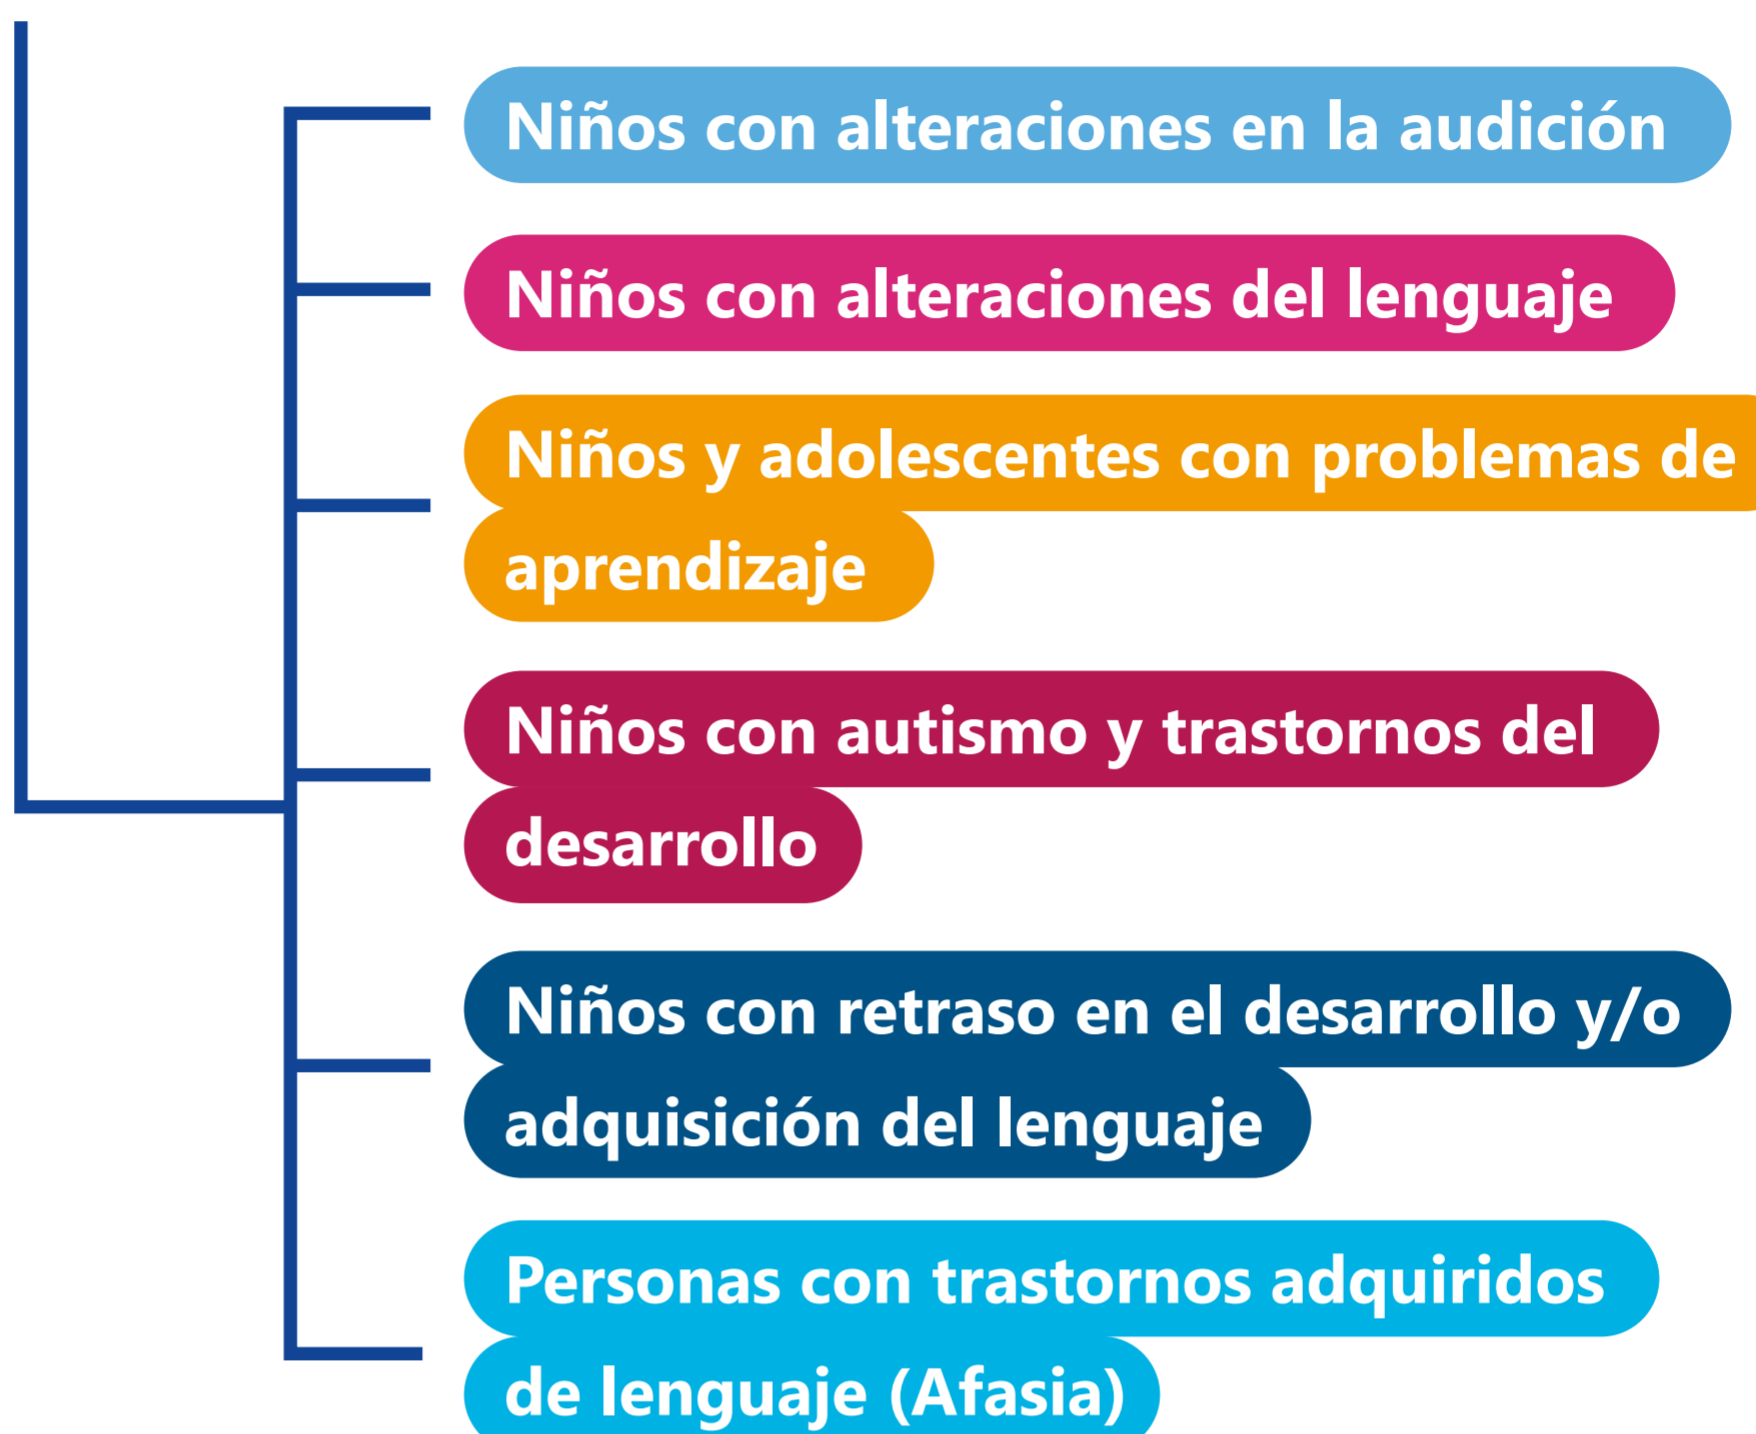 Niños con alteraciones en la audición
Niños con alteraciones del lenguaje
Niños y adolescentes con problemas de
aprendizaje
Niños con autismo y trastornos del
desarrollo
Niños con retraso en el desarrollo y/o
adquisición del lenguaje
Personas con trastornos adquiridos
de lenguaje (Afasia)